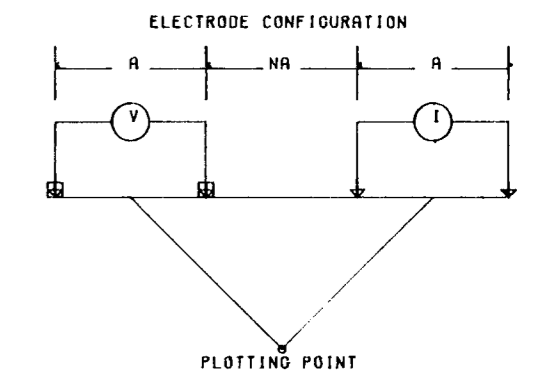 ELECTRODE CONFIGURATION
A NA A
V I
PLOTTING POINT